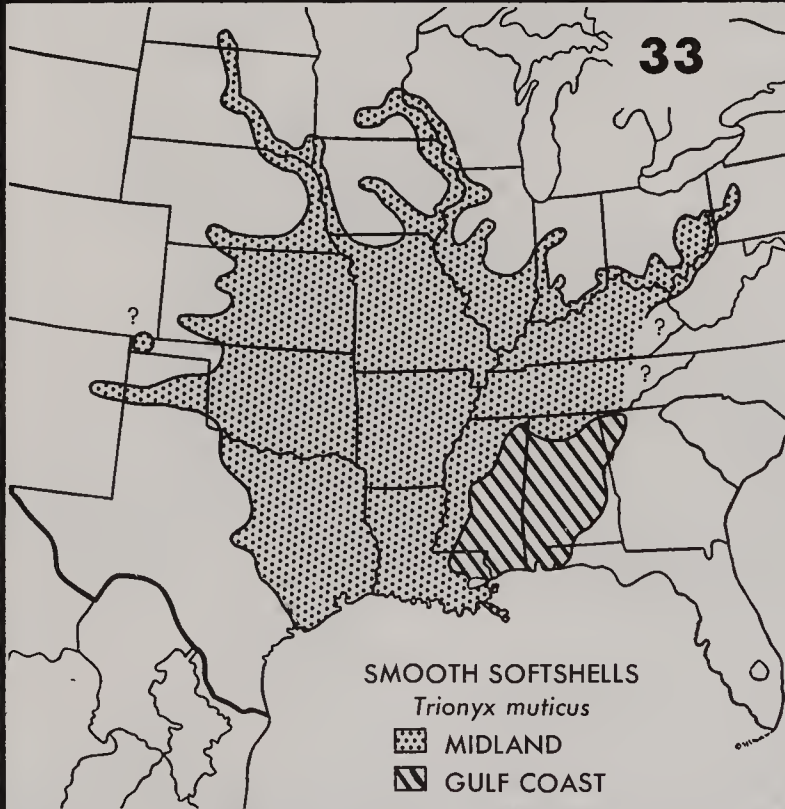 33
?
?
?
SMOOTH SOFTSHELLS
Trionyx muticus
MIDLAND
GULF COAST